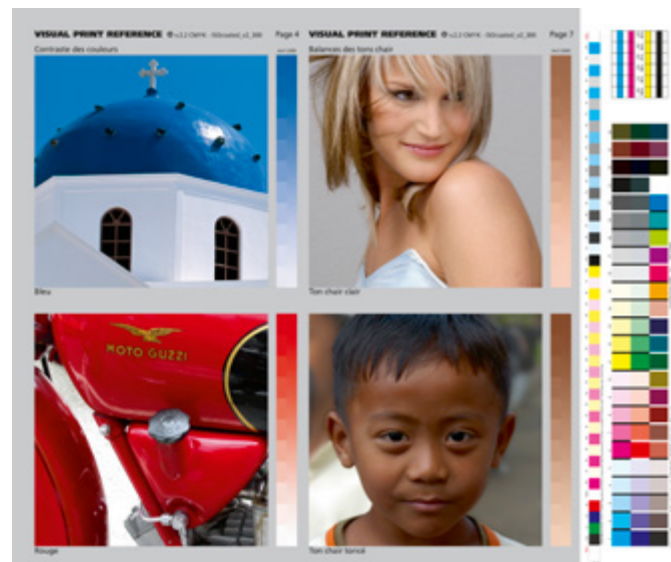 VISUAL PRINT REFERENCE
Page 4
Contraste des couleurs
Bleu
MOTO GUZZI
Rouge
VISUAL PRINT REFERENCE
Page 7
Balances des tons chair
Ton chair clair
Ton chair foncé